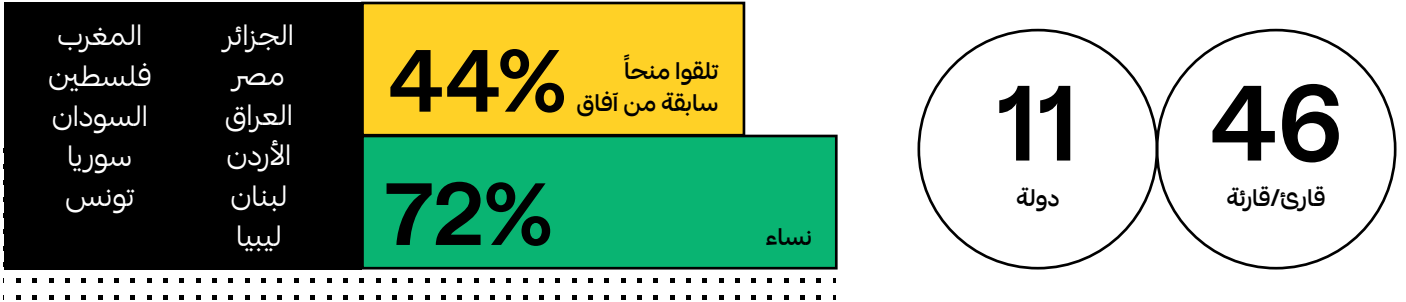 46
قارئ/قارئة
11
دولة
تلقوا منحاً
سابقة من آفاق
44%
نساء
72%
الجزائر
مصر
العراق
الأردن
لبنان
ليبيا
المغرب
فلسطين
السودان
سوريا
تونس